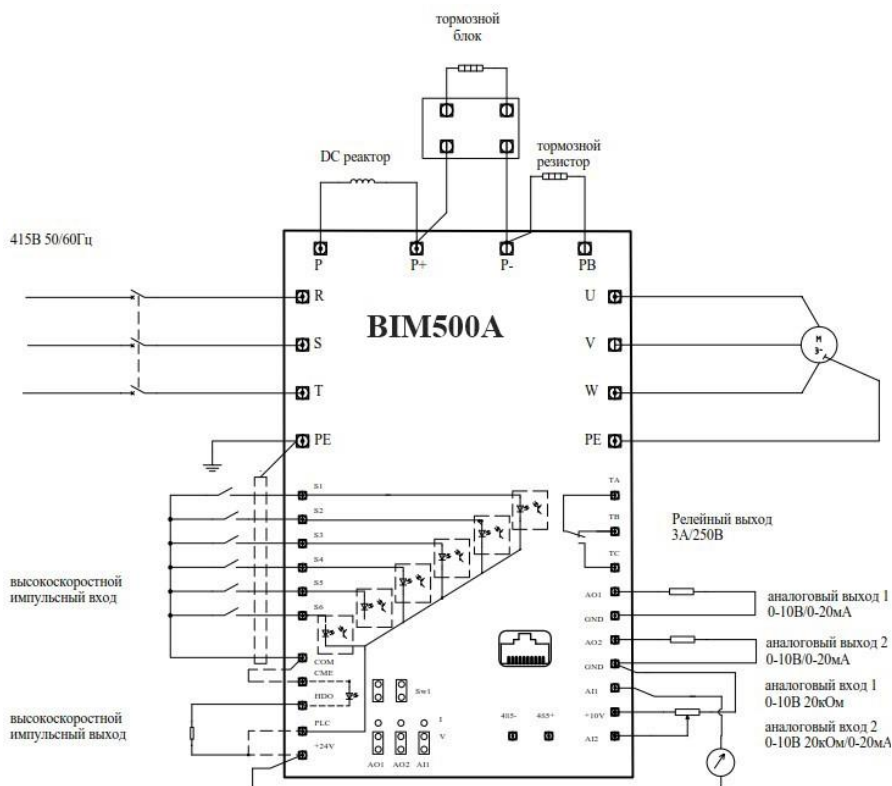 тормозной
блок
DC реактор
тормозной
резистор
415В 50/60Гц
P
P+
P-
PB
BIM500A
R
S
T
PE
U
V
W
PE
M
3~
S1
S2
S3
S4
S5
S6
COM
CME
HDO
PLC
+24V
высокоскоростной
импульсный вход
высокоскоростной
импульсный выход
Sw1
I
V
AO1
AO2
AI1
485-
485+
TA
TB
TC
AO1
GND
AO2
GND
AI1
+10V
AI2
Релейный выход
3А/250В
аналоговый выход 1
0-10В/0-20мА
аналоговый выход 2
0-10В/0-20мА
аналоговый вход 1
0-10В 20кОм
аналоговый вход 2
0-10В 20кОм/0-20мА